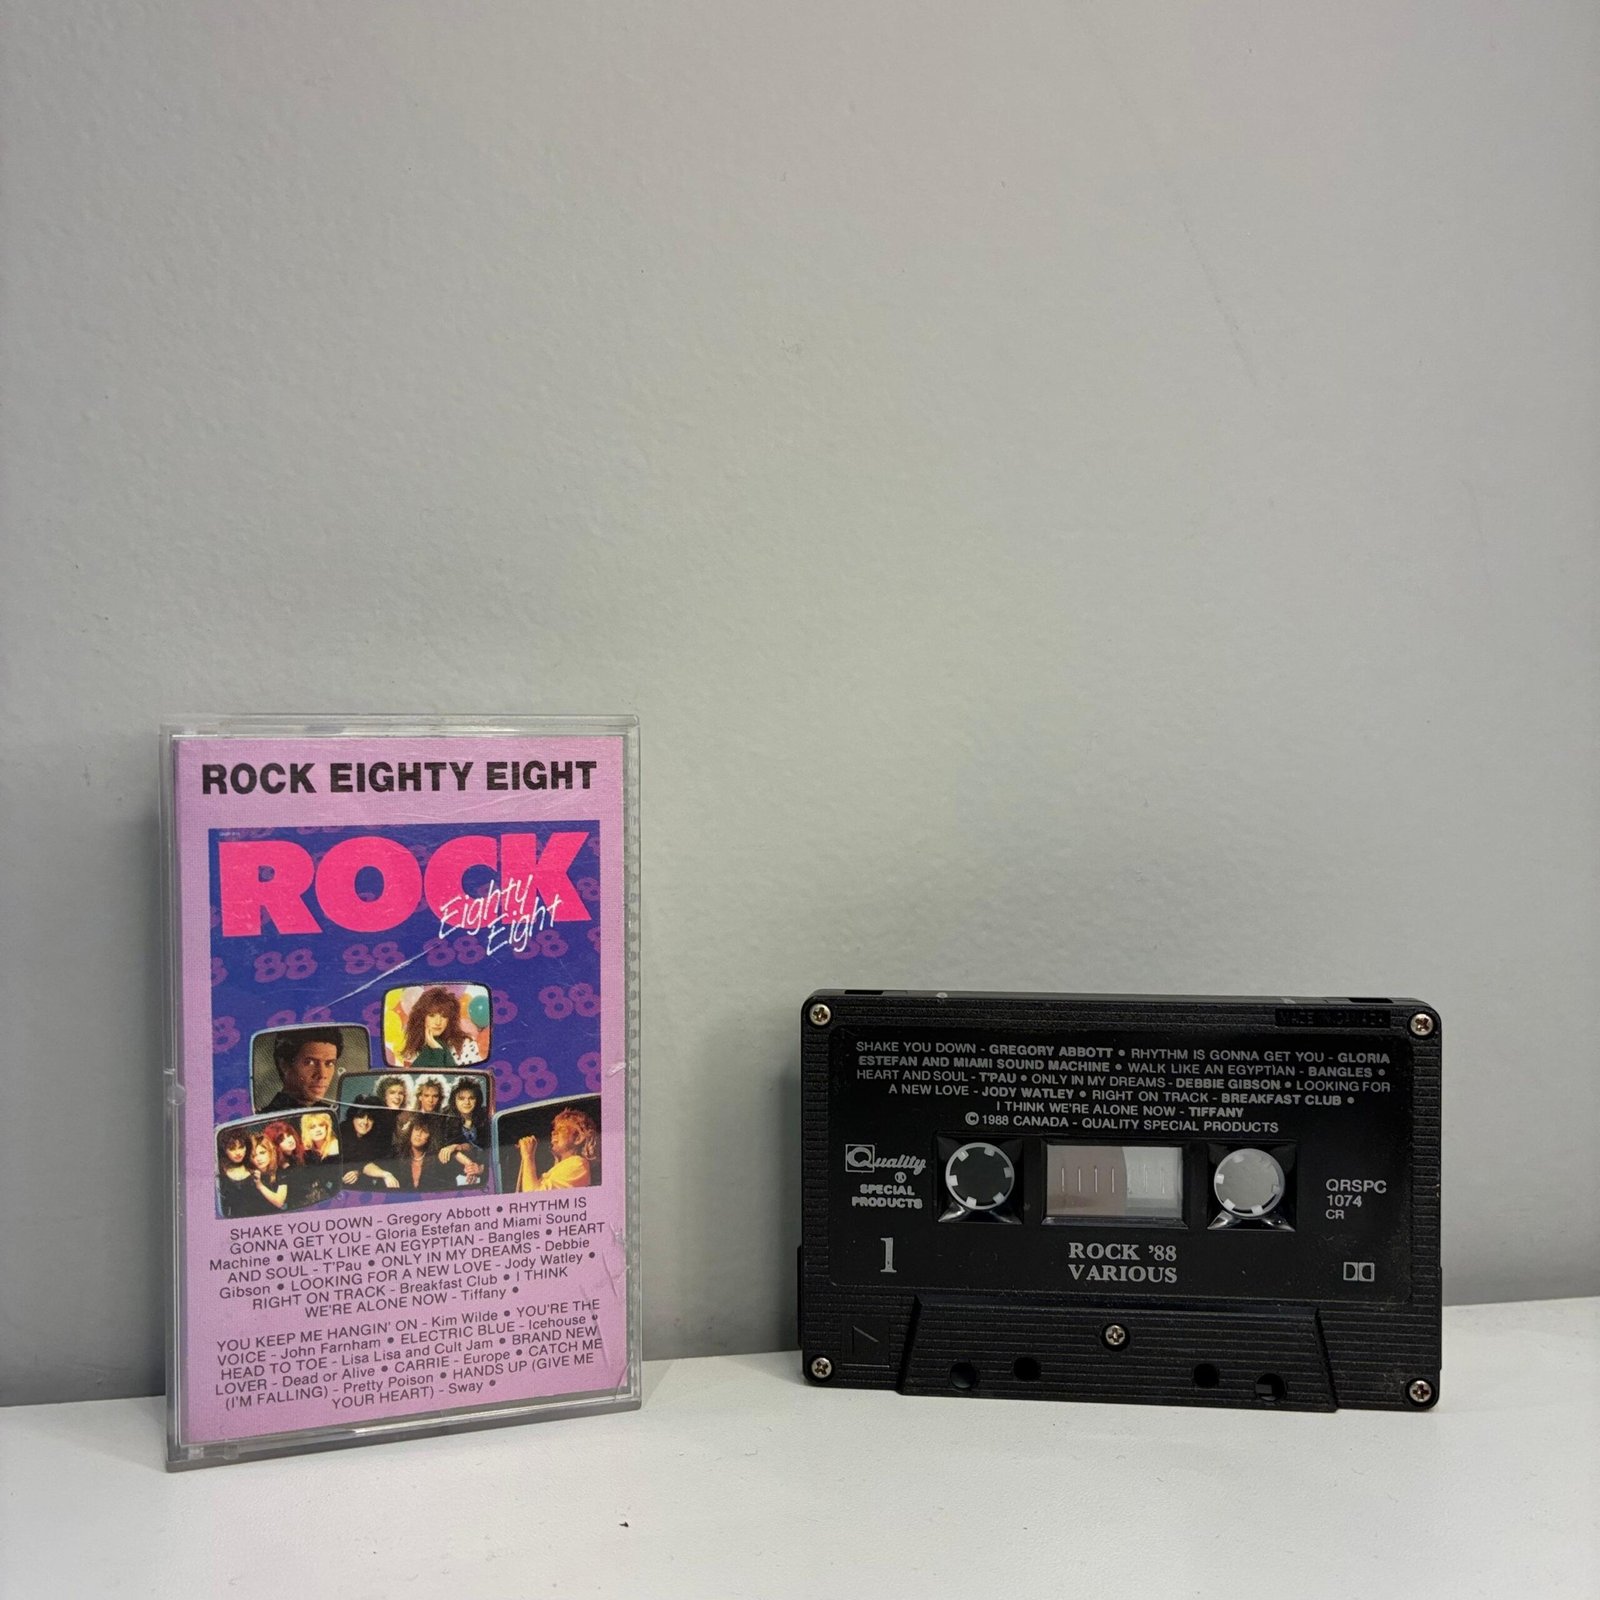 ROCK EIGHTY EIGHT
ROCK
Eighty
Eight
88 88 88 88
88
88
SHAKE YOU DOWN - Gregory Abbott • RHYTHM IS
GONNA GET YOU - Gloria Estefan and Miami Sound
Machine • WALK LIKE AN EGYPTIAN - Bangles • HEART
AND SOUL - T'Pau • ONLY IN MY DREAMS - Debbie
Gibson • LOOKING FOR A NEW LOVE - Jody Watley •
RIGHT ON TRACK - Breakfast Club • I THINK
WE'RE ALONE NOW - Tiffany •
YOU KEEP ME HANGIN' ON - Kim Wilde • YOU'RE THE
VOICE - John Farnham • ELECTRIC BLUE - Icehouse •
HEAD TO TOE - Lisa Lisa and Cult Jam • BRAND NEW
LOVER - Dead or Alive • CARRIE - Europe • CATCH ME
(I'M FALLING) - Pretty Poison • HANDS UP (GIVE ME
YOUR HEART) - Sway •
SHAKE YOU DOWN - GREGORY ABBOTT • RHYTHM IS GONNA GET YOU - GLORIA
ESTEFAN AND MIAMI SOUND MACHINE • WALK LIKE AN EGYPTIAN - BANGLES •
HEART AND SOUL - T'PAU • ONLY IN MY DREAMS - DEBBIE GIBSON • LOOKING FOR
A NEW LOVE - JODY WATLEY • RIGHT ON TRACK - BREAKFAST CLUB •
I THINK WE'RE ALONE NOW - TIFFANY
© 1988 CANADA - QUALITY SPECIAL PRODUCTS
Quality
®
SPECIAL
PRODUCTS
QRSPC
1074
CR
1
ROCK '88
VARIOUS